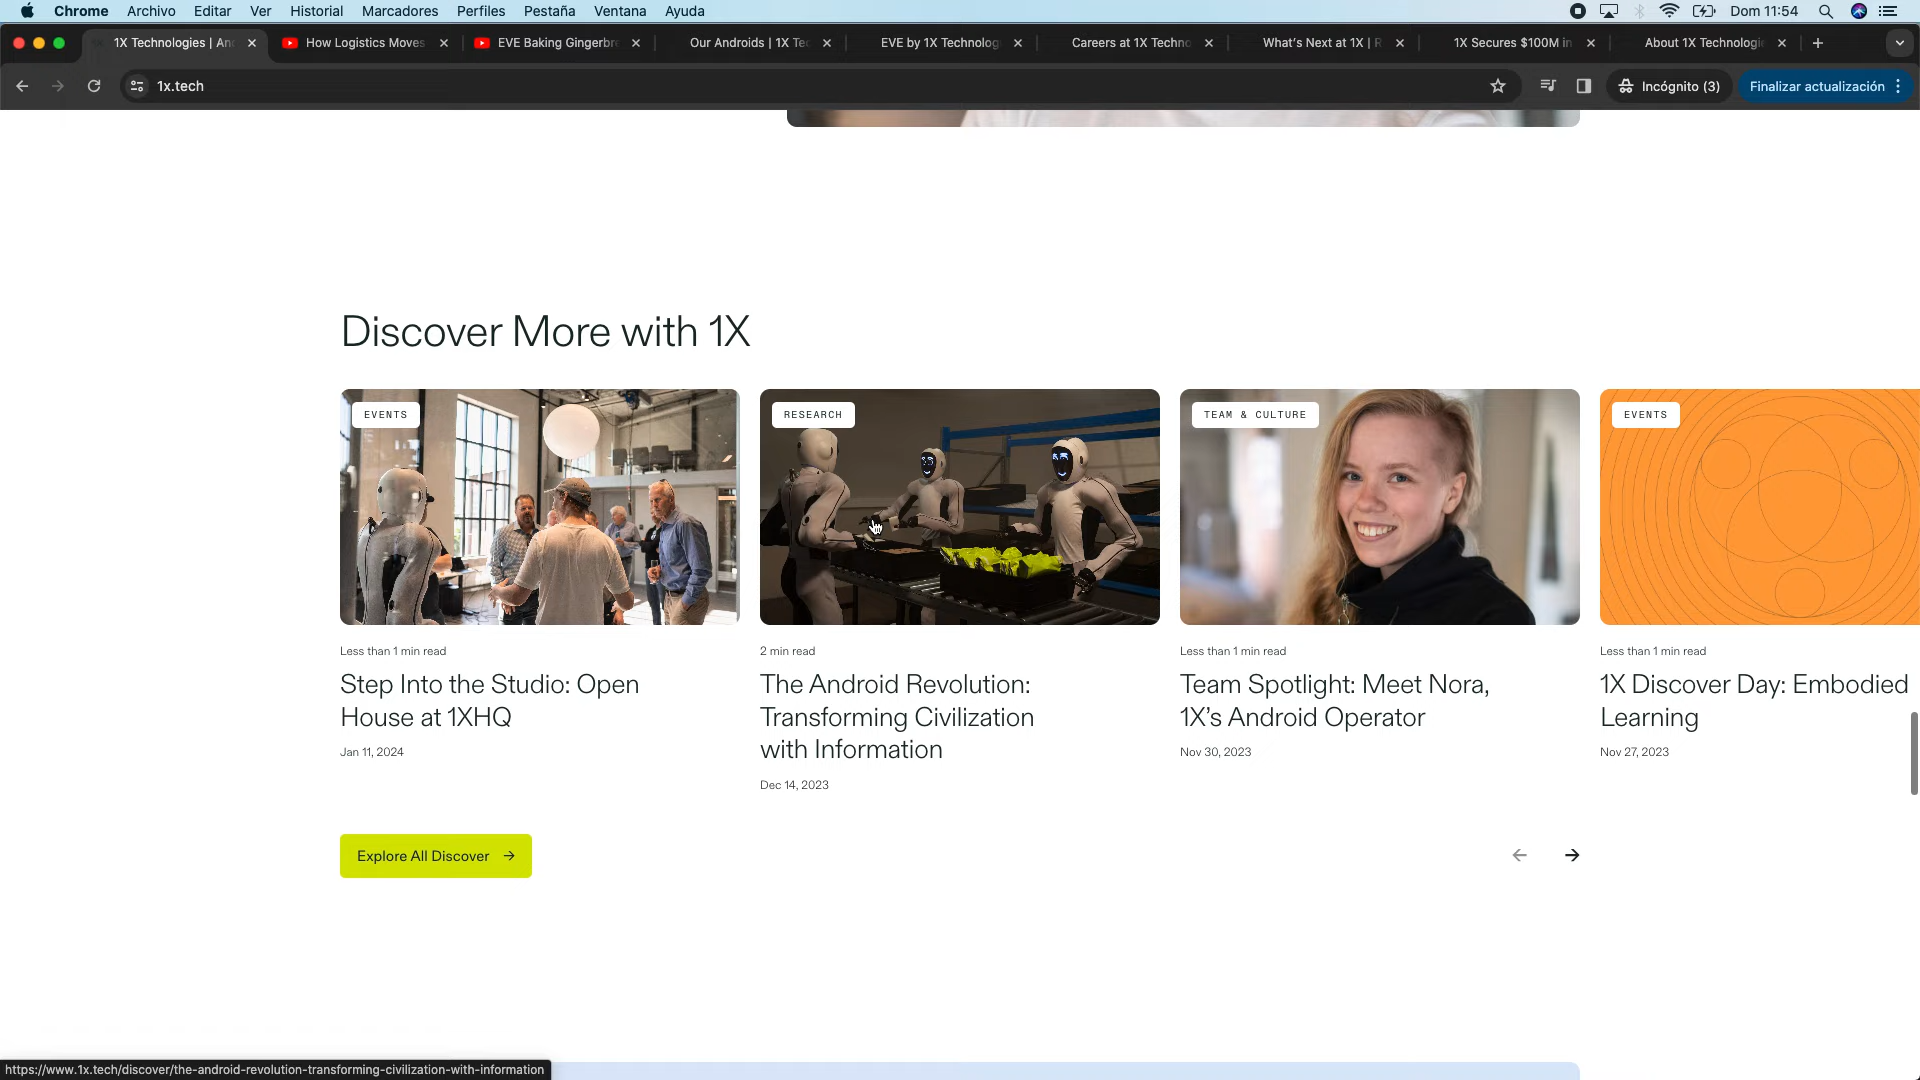 Chrome Archivo Editar Ver Historial Marcadores Perfiles Pestaña Ventana Ayuda Dom 11:54
1X Technologies | An How Logistics Moves EVE Baking Gingerbr Our Androids | 1X Te EVE by 1X Technolog Careers at 1X Techno What's Next at 1X | R 1X Secures $100M in About 1X Technologi
1x.tech Incógnito (3) Finalizar actualización
Discover More with 1X
EVENTS RESEARCH TEAM & CULTURE EVENTS
Less than 1 min read
Step Into the Studio: Open
House at 1XHQ
Jan 11, 2024
2 min read
The Android Revolution:
Transforming Civilization
with Information
Dec 14, 2023
Less than 1 min read
Team Spotlight: Meet Nora,
1X's Android Operator
Nov 30, 2023
Less than 1 min read
1X Discover Day: Embodied
Learning
Nov 27, 2023
Explore All Discover
https://www.1x.tech/discover/the-android-revolution-transforming-civilization-with-information